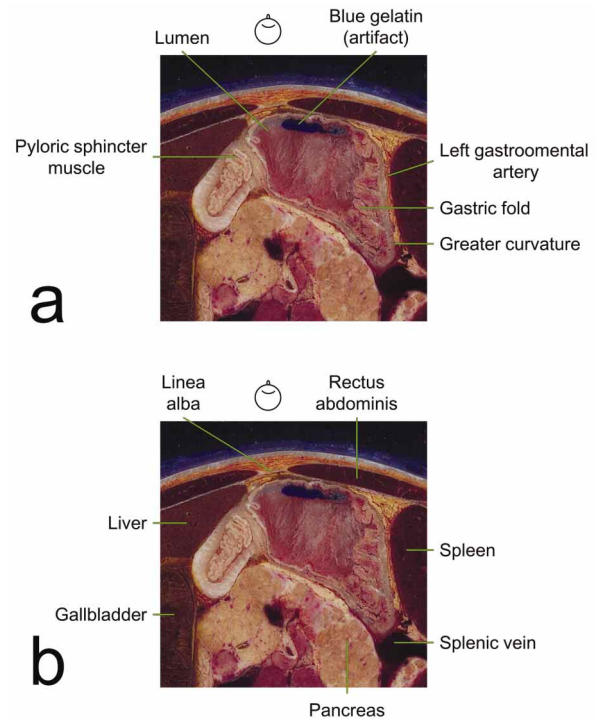 Blue gelatin
(artifact)
Lumen
Pyloric sphincter
muscle
Left gastroomental
artery
Gastric fold
Greater curvature
a
Linea
alba
Rectus
abdominis
Liver
Spleen
Gallbladder
Splenic vein
b
Pancreas